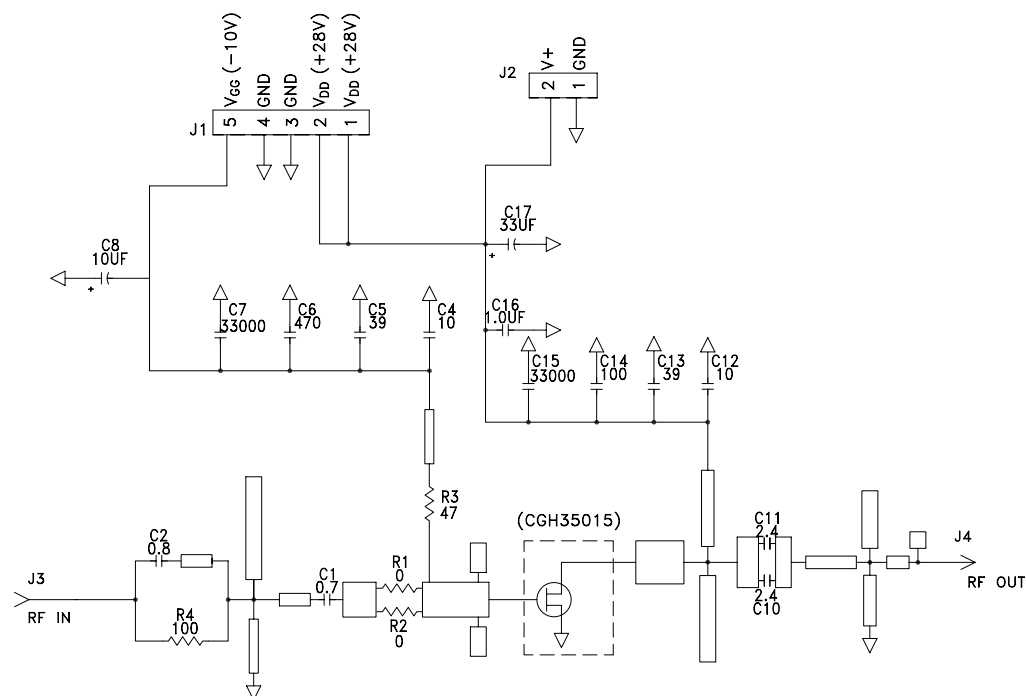 VGG (-10V)
GND
GND
VDD (+28V)
VDD (+28V)
J1
5
4
3
2
1
J2
V+
GND
2
1
C17
33UF
+
C8
10UF
+
C7
33000
C6
470
C5
39
C4
10
C16
1.0UF
C15
33000
C14
100
C13
39
C12
10
R3
47
(CGH35015)
C11
2.4
C10
2.4
J4
RF OUT
C2
0.8
J3
RF IN
R4
100
C1
0.7
R1
0
R2
0